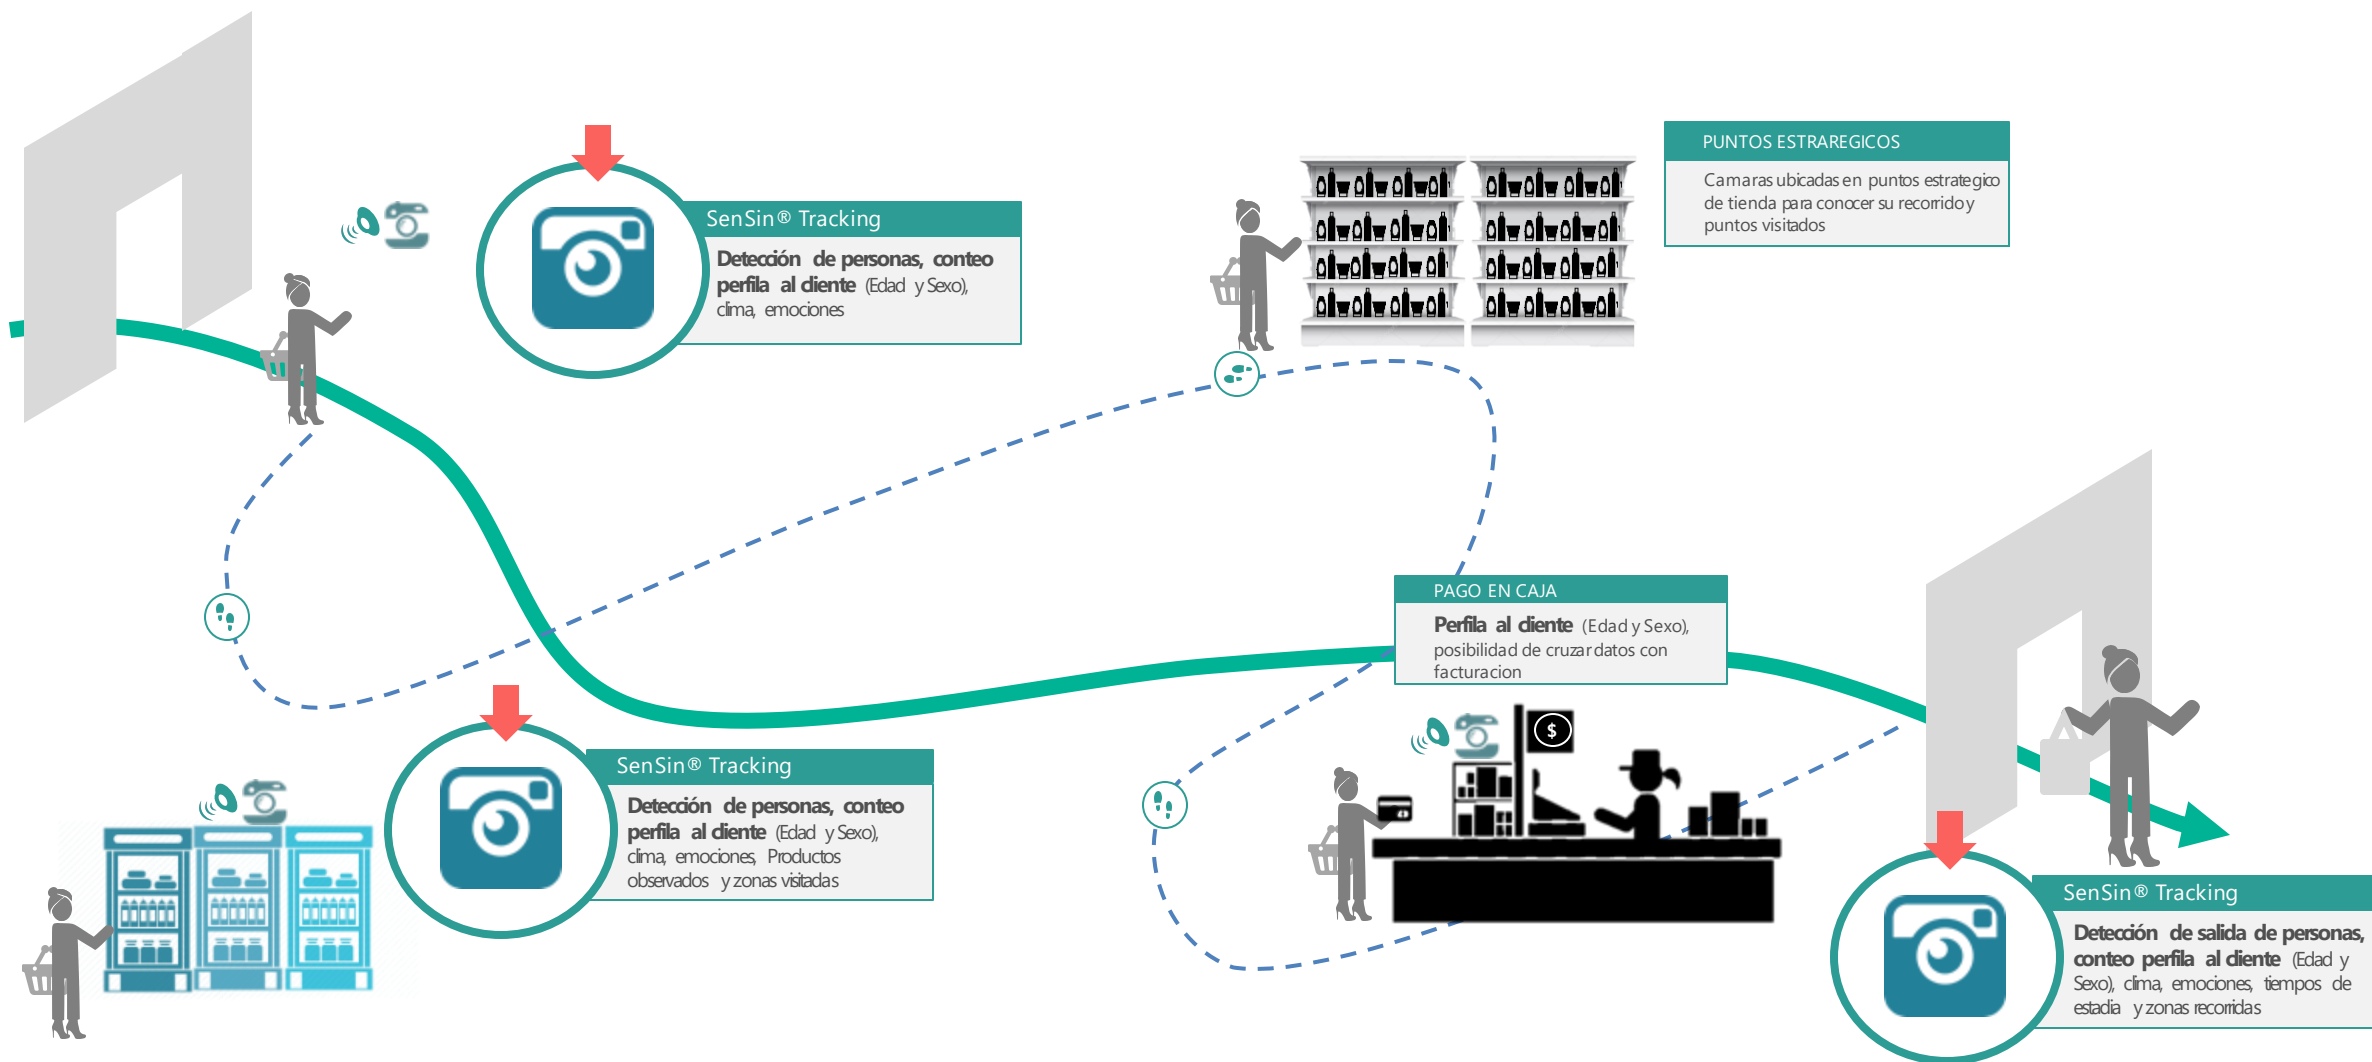 PUNTOS ESTRAREGICOS
Camaras ubicadas en puntos estrategico
de tienda para conocer su recorrido y
puntos visitados
SenSin® Tracking
Detección de personas, conteo
perfila al cliente (Edad y Sexo),
clima, emociones
PAGO EN CAJA
Perfila al cliente (Edad y Sexo),
posibilidad de cruzar datos con
facturacion
$
SenSin® Tracking
Detección de personas, conteo
perfila al cliente (Edad y Sexo),
clima, emociones, Productos
observados y zonas visitadas
SenSin® Tracking
Detección de salida de personas,
conteo perfila al cliente (Edad y
Sexo), clima, emociones, tiempos de
estadia y zonas recorridas